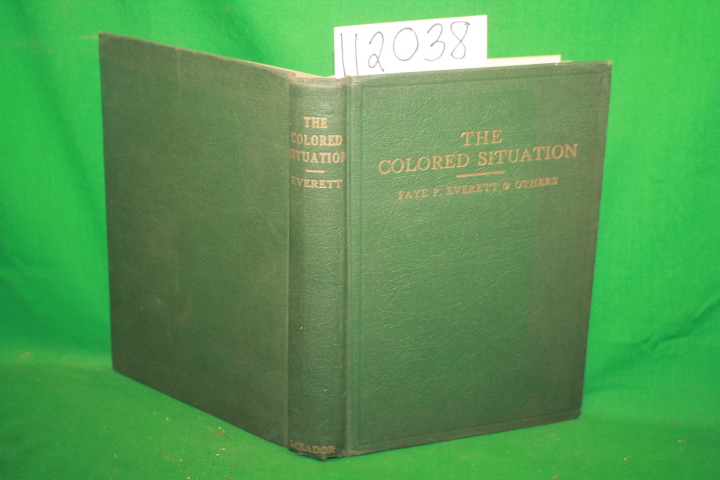 112038
THE
COLORED
SITUATION
EVERETT
MEADOR
THE
COLORED SITUATION
FAYE P. EVERETT & OTHERS